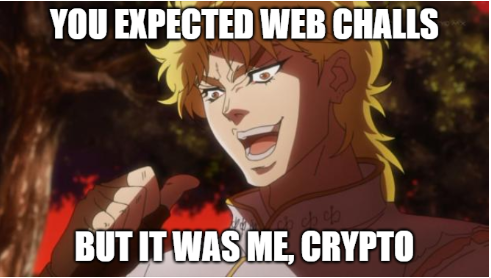 YOU EXPECTED WEB CHALLS
BUT IT WAS ME, CRYPTO